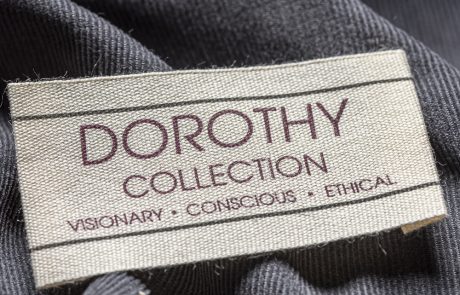 DOROTHY
COLLECTION
VISIONARY • CONSCIOUS • ETHICAL